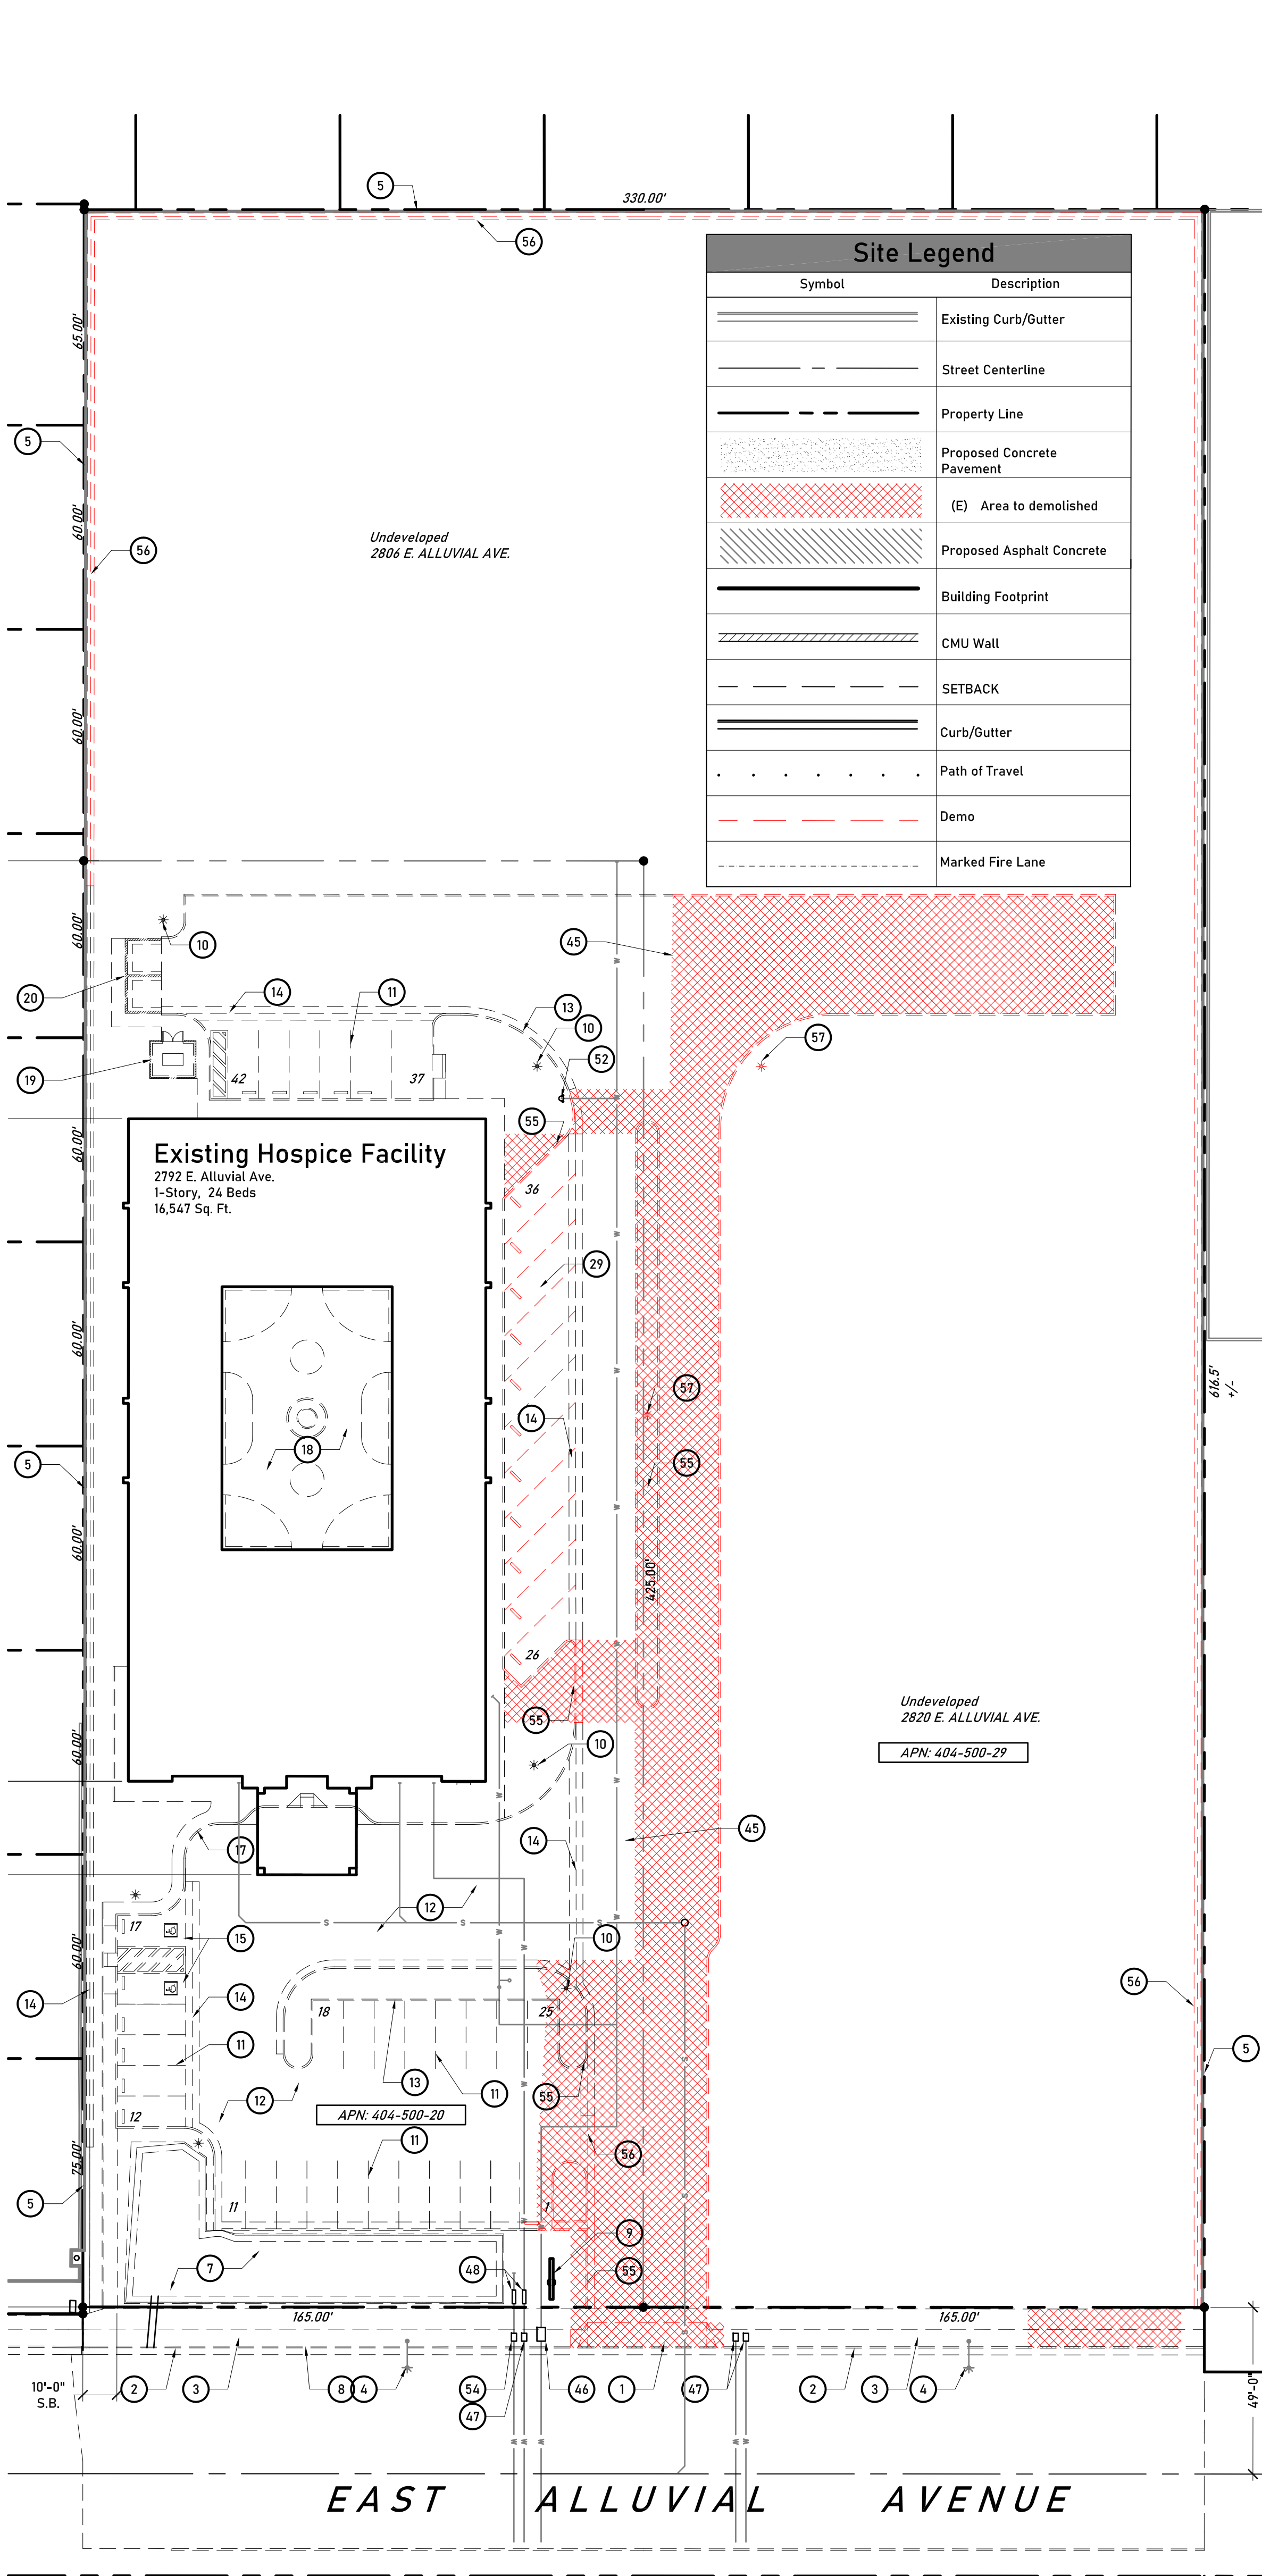 5
330.00'
56
Site Legend
Symbol Description
Existing Curb/Gutter
Street Centerline
Property Line
Proposed Concrete
Pavement
(E) Area to demolished
Proposed Asphalt Concrete
Building Footprint
CMU Wall
SETBACK
Curb/Gutter
Path of Travel
Demo
Marked Fire Lane
65.00'
5
60.00'
56
Undeveloped
2806 E. ALLUVIAL AVE.
60.00'
60.00'
10
45
20
14
11
13
10
57
52
19
42
37
60.00'
55
Existing Hospice Facility
2792 E. Alluvial Ave.
1-Story, 24 Beds
16,547 Sq. Ft.
36
29
W
W
W
W
60.00'
616.5'
+/-
57
14
18
5
55
W
60.00'
425.00'
W
26
Undeveloped
2820 E. ALLUVIAL AVE.
APN: 404-500-29
55
10
60.00'
W
W
14
45
17
12
W
17
S
S
S
W
10
15
60.00'
W
56
14
14
18
25
11
5
S
13
11
55
12
W
12
APN: 404-500-20
11
56
75.00'
5
11
1
S
W
W
9
7
48
55
165.00'
165.00'
S
10'-0"
S.B.
2
3
8
4
54
46
1
47
2
3
4
49'-0"
47
W
W
W
W
W
EAST ALLUVIAL AVENUE